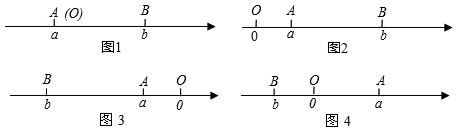 A (O) B
a b
图1
O A B
0 a b
图2
B A O
b a 0
图 3
B O A
b 0 a
图 4